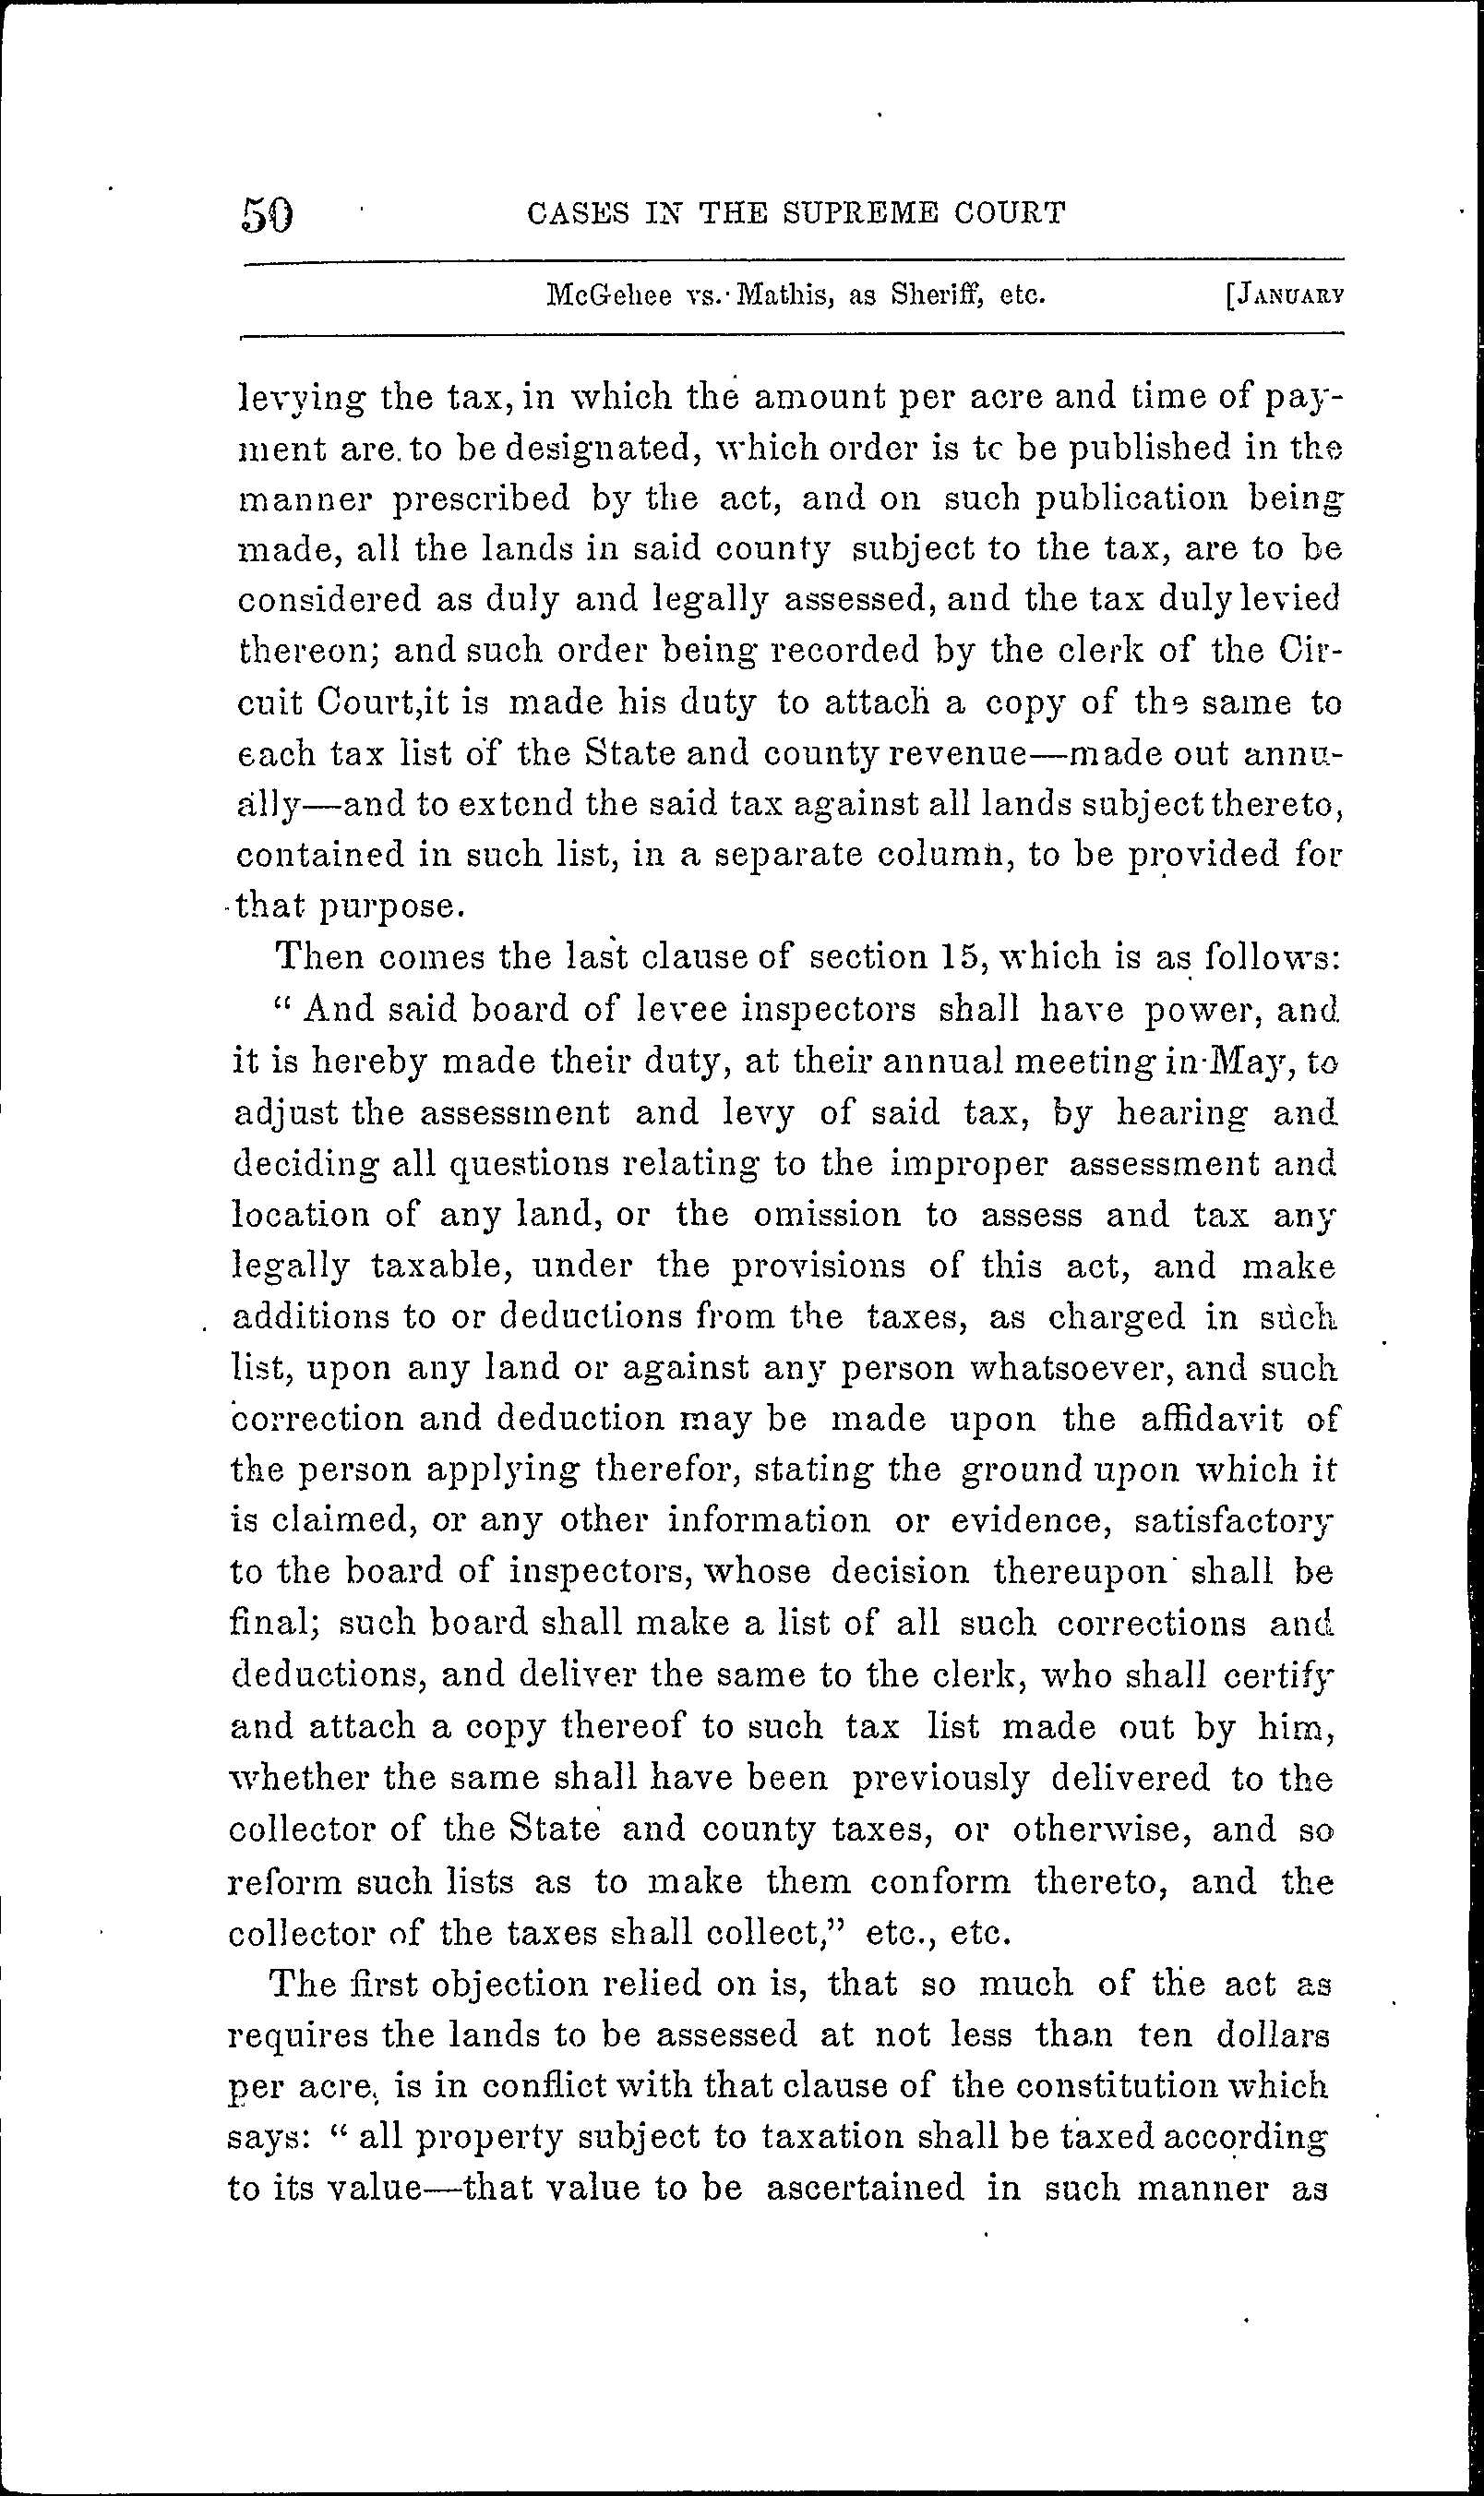 50 CASES IN THE SUPREME COURT
McGehee vs. Mathis, as Sheriff, etc. [JANUARY
levying the tax, in which the amount per acre and time of pay-
ment are to be designated, which order is to be published in the
manner prescribed by the act, and on such publication being
made, all the lands in said county subject to the tax, are to be
considered as duly and legally assessed, and the tax duly levied
thereon; and such order being recorded by the clerk of the Cir-
cuit Court, it is made his duty to attach a copy of the same to
each tax list of the State and county revenue—made out annu-
ally—and to extend the said tax against all lands subject thereto,
contained in such list, in a separate column, to be provided for
that purpose.
Then comes the last clause of section 15, which is as follows:
" And said board of levee inspectors shall have power, and
it is hereby made their duty, at their annual meeting in May, to
adjust the assessment and levy of said tax, by hearing and
deciding all questions relating to the improper assessment and
location of any land, or the omission to assess and tax any
legally taxable, under the provisions of this act, and make
additions to or deductions from the taxes, as charged in such
list, upon any land or against any person whatsoever, and such
correction and deduction may be made upon the affidavit of
the person applying therefor, stating the ground upon which it
is claimed, or any other information or evidence, satisfactory
to the board of inspectors, whose decision thereupon shall be
final; such board shall make a list of all such corrections and
deductions, and deliver the same to the clerk, who shall certify
and attach a copy thereof to such tax list made out by him,
whether the same shall have been previously delivered to the
collector of the State and county taxes, or otherwise, and so
reform such lists as to make them conform thereto, and the
collector of the taxes shall collect," etc., etc.
The first objection relied on is, that so much of the act as
requires the lands to be assessed at not less than ten dollars
per acre, is in conflict with that clause of the constitution which
says: " all property subject to taxation shall be taxed according
to its value—that value to be ascertained in such manner as